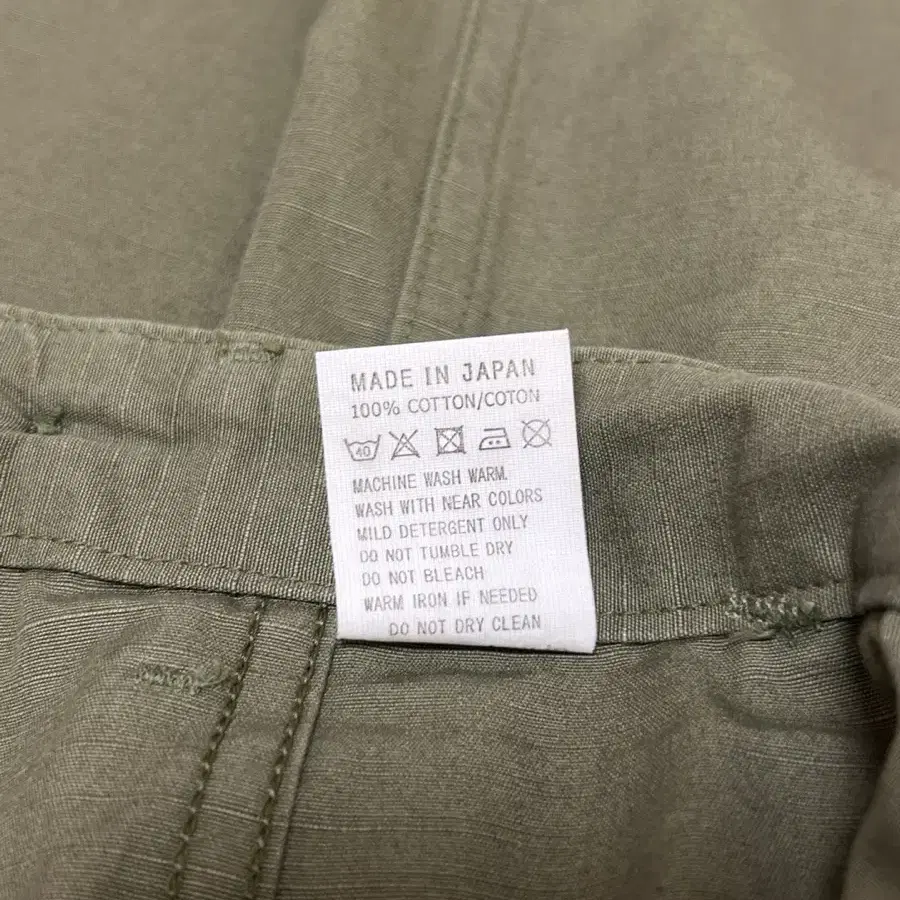 MADE IN JAPAN
100% COTTON/COTON
40
MACHINE WASH WARM.
WASH WITH NEAR COLORS
MILD DETERGENT ONLY
DO NOT TUMBLE DRY
DO NOT BLEACH
WARM IRON IF NEEDED
DO NOT DRY CLEAN